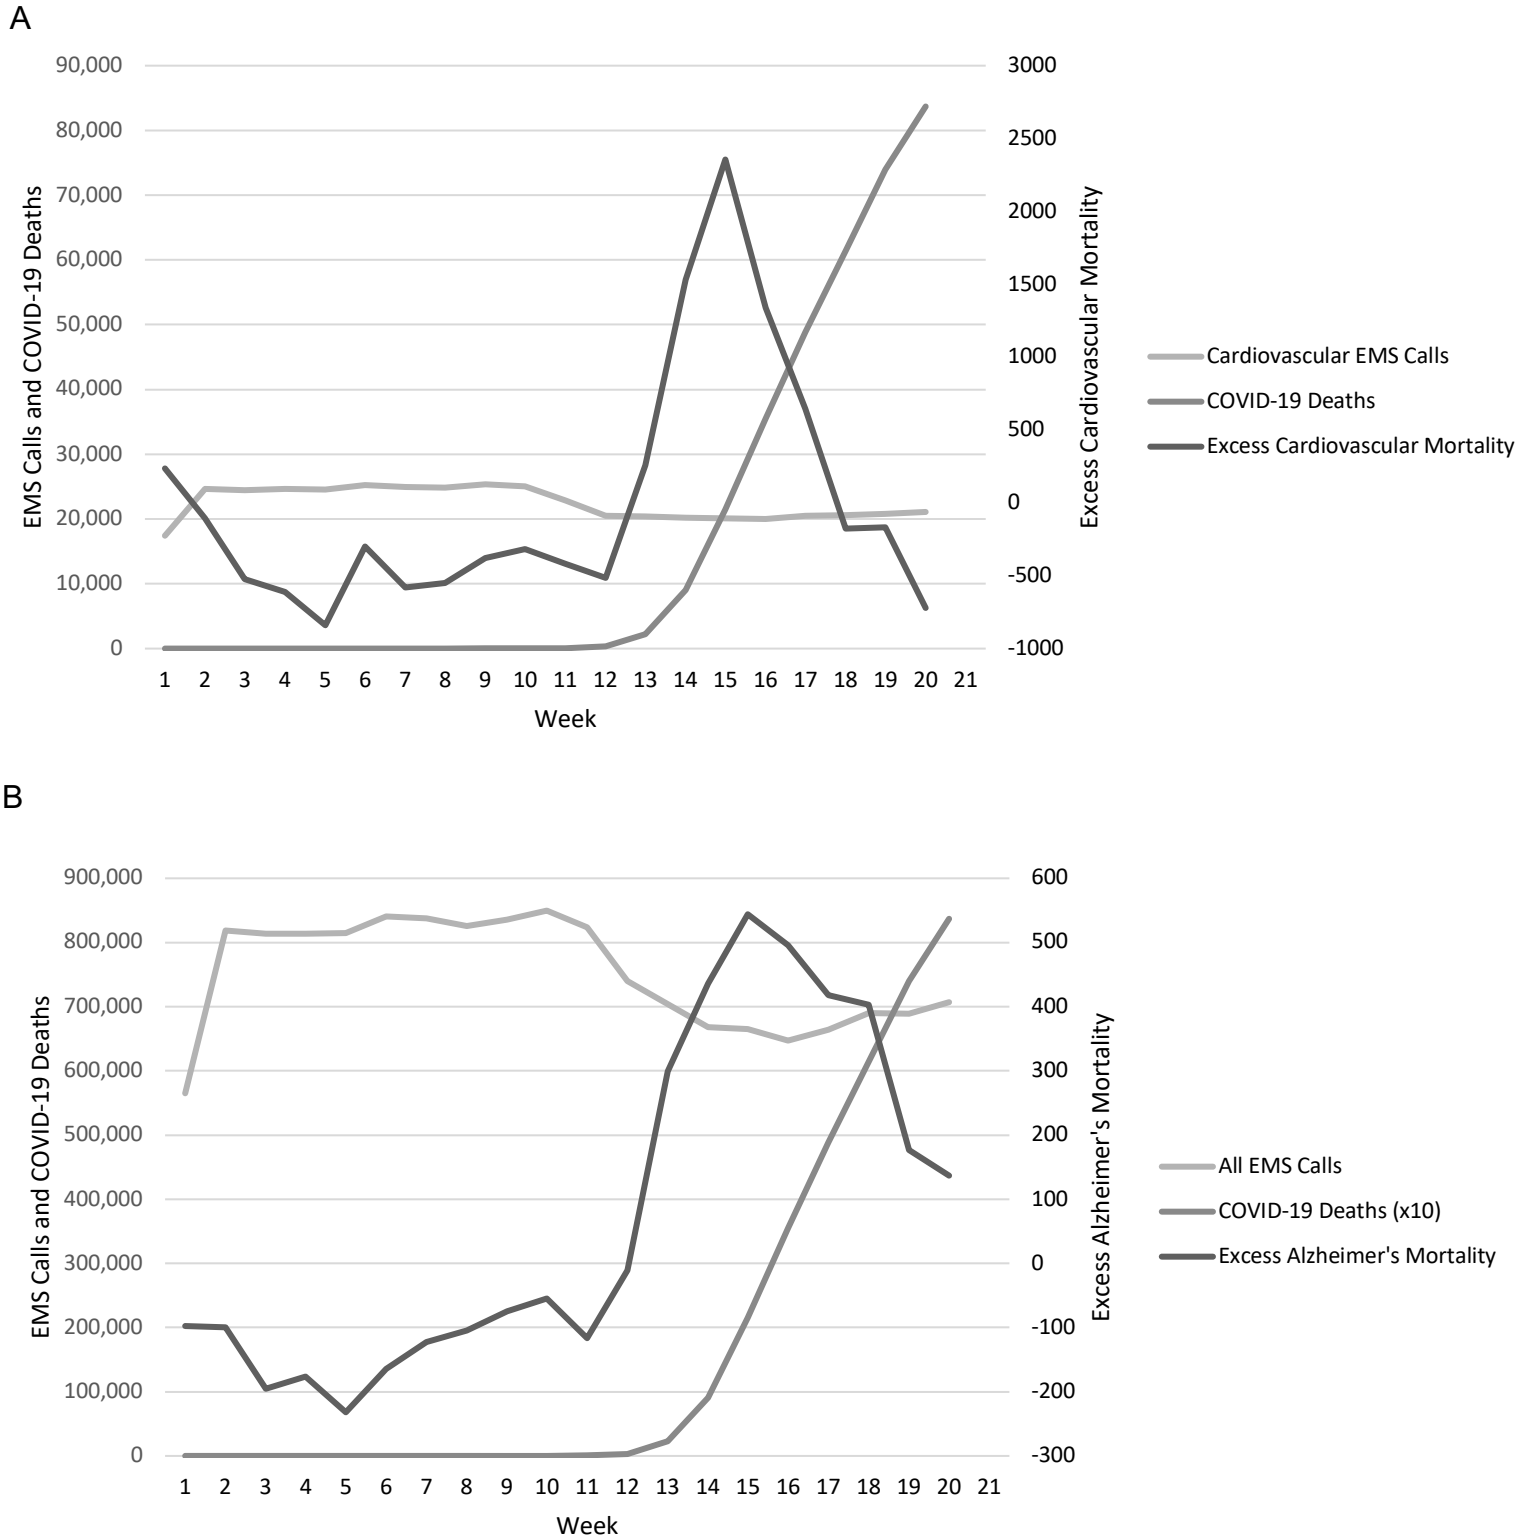 A
90,000
80,000
70,000
60,000
50,000
40,000
30,000
20,000
10,000
0
EMS Calls and COVID-19 Deaths
3000
2500
2000
1500
1000
500
0
-500
-1000
Excess Cardiovascular Mortality
1 2 3 4 5 6 7 8 9 10 11 12 13 14 15 16 17 18 19 20 21
Week
Cardiovascular EMS Calls
COVID-19 Deaths
Excess Cardiovascular Mortality
B
900,000
800,000
700,000
600,000
500,000
400,000
300,000
200,000
100,000
0
EMS Calls and COVID-19 Deaths
600
500
400
300
200
100
0
-100
-200
-300
Excess Alzheimer's Mortality
1 2 3 4 5 6 7 8 9 10 11 12 13 14 15 16 17 18 19 20 21
Week
All EMS Calls
COVID-19 Deaths (x10)
Excess Alzheimer's Mortality